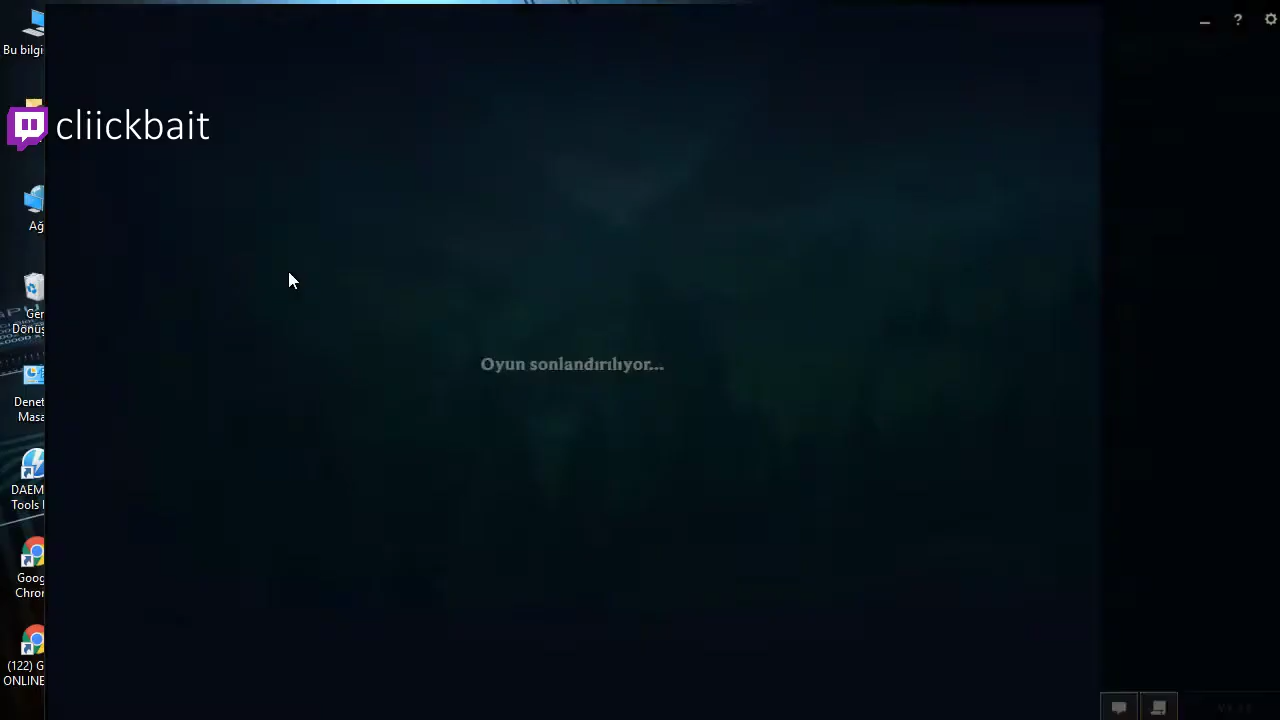 Bu bilgi
cliickbait
Ağ
Ger
Dönüş
Oyun sonlandırılıyor...
Denet
Masa
DAEM
Tools
Goog
Chron
(122) G
ONLINE